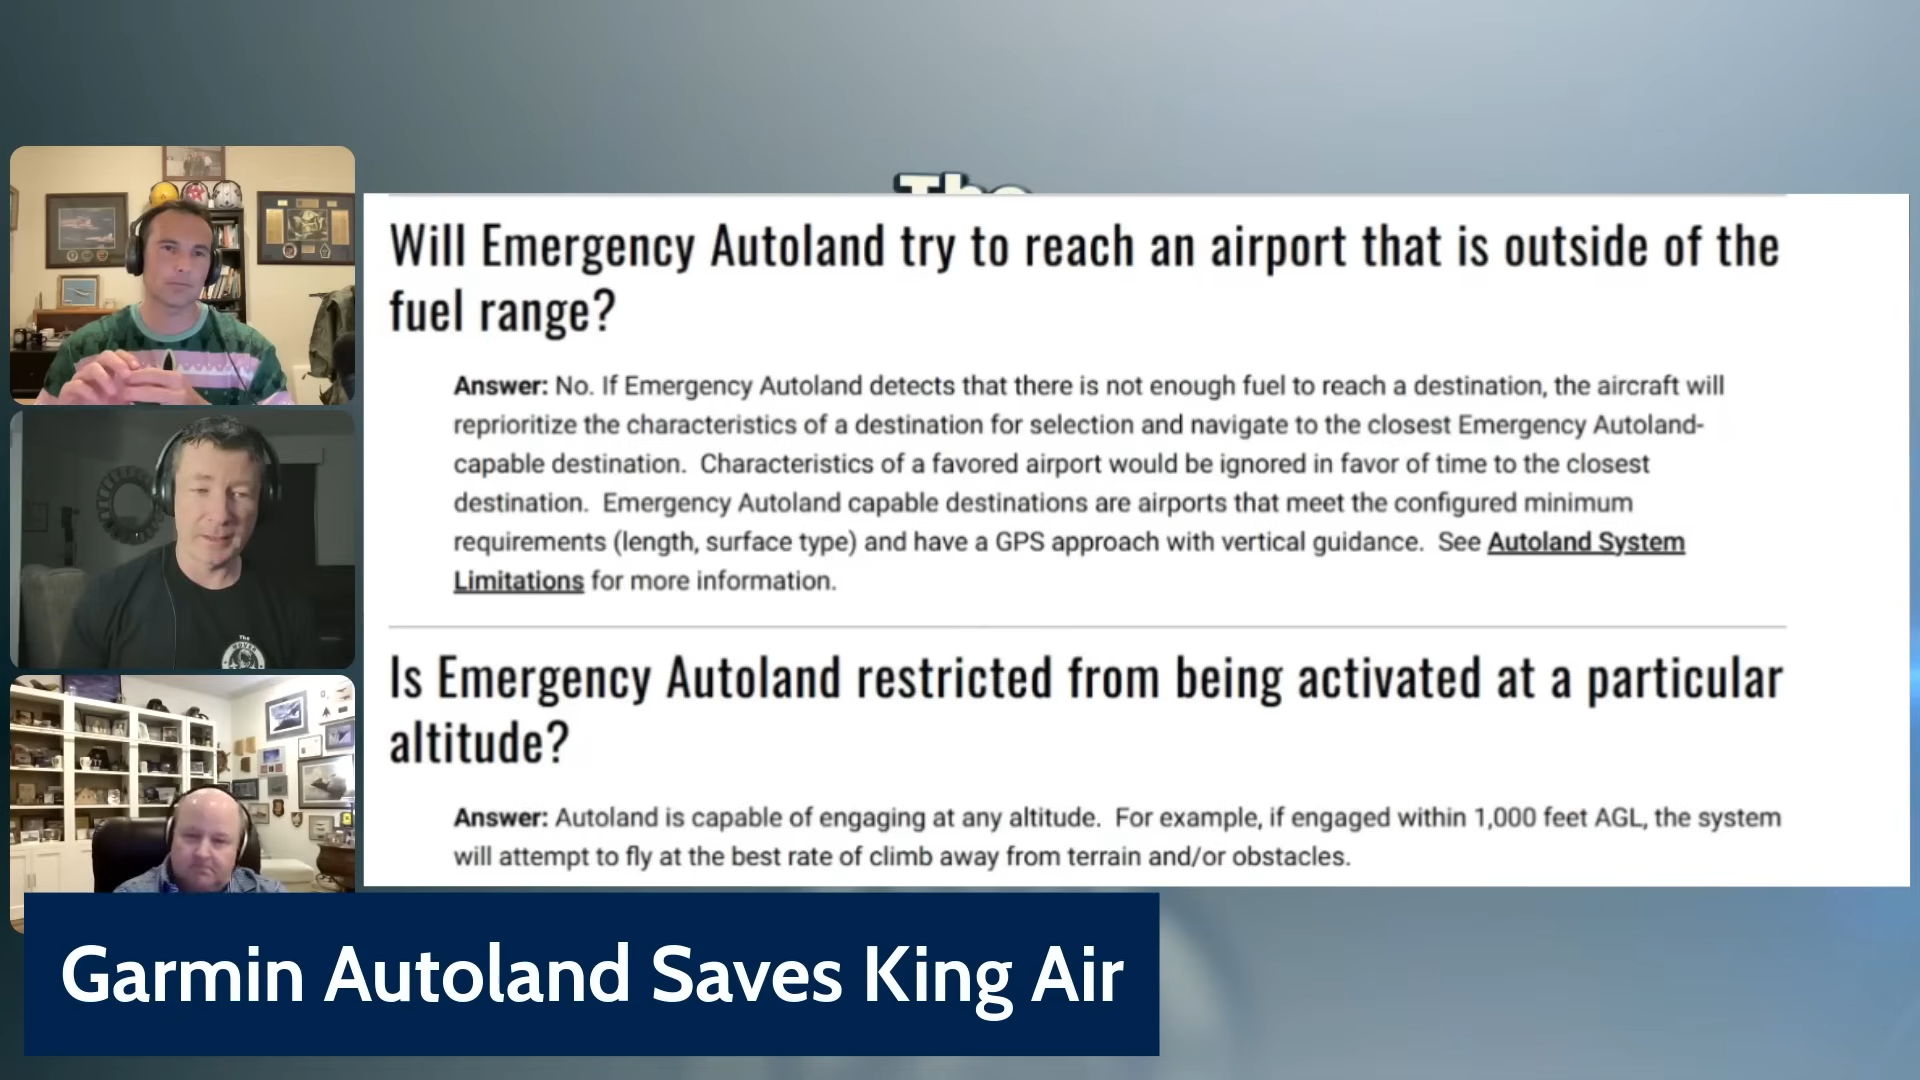 The
Will Emergency Autoland try to reach an airport that is outside of the
fuel range?
Answer: No. If Emergency Autoland detects that there is not enough fuel to reach a destination, the aircraft will
reprioritize the characteristics of a destination for selection and navigate to the closest Emergency Autoland-
capable destination. Characteristics of a favored airport would be ignored in favor of time to the closest
destination. Emergency Autoland capable destinations are airports that meet the configured minimum
requirements (length, surface type) and have a GPS approach with vertical guidance. See Autoland System
Limitations for more information.
Is Emergency Autoland restricted from being activated at a particular
altitude?
Answer: Autoland is capable of engaging at any altitude. For example, if engaged within 1,000 feet AGL, the system
will attempt to fly at the best rate of climb away from terrain and/or obstacles.
Garmin Autoland Saves King Air